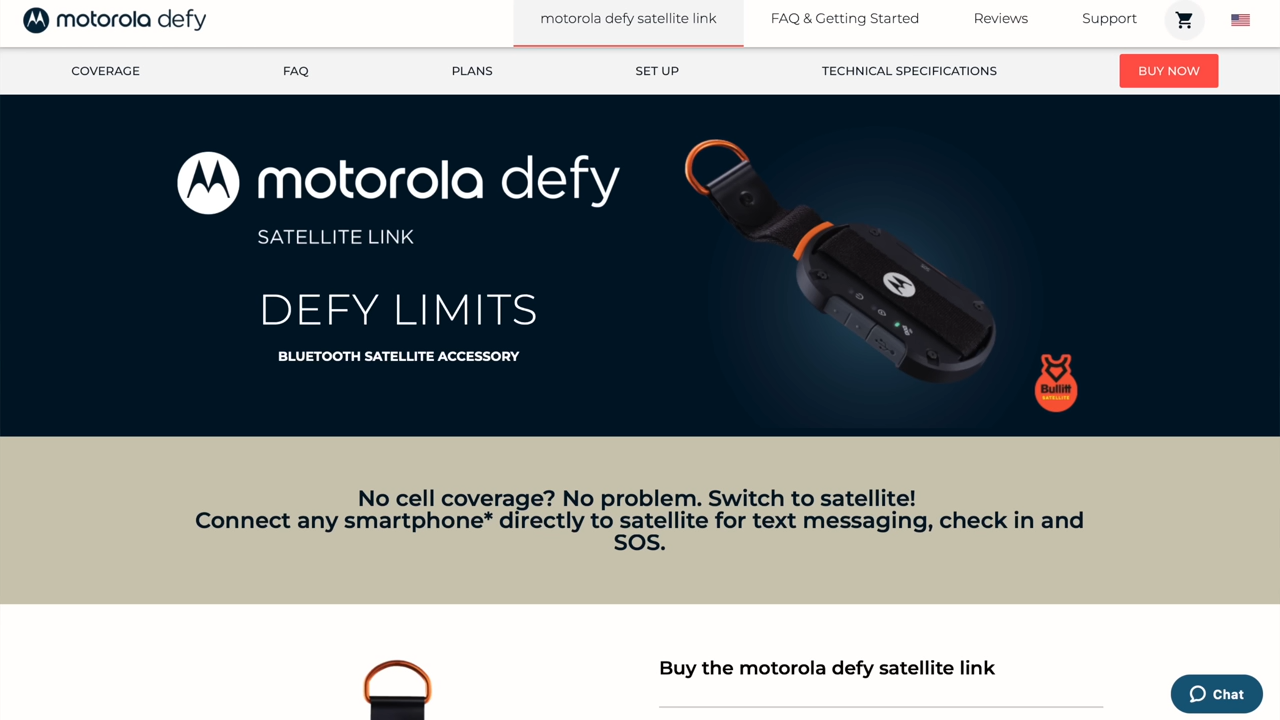 motorola defy
motorola defy satellite link
FAQ & Getting Started
Reviews
Support
COVERAGE
FAQ
PLANS
SET UP
TECHNICAL SPECIFICATIONS
BUY NOW
motorola defy
SATELLITE LINK
DEFY LIMITS
BLUETOOTH SATELLITE ACCESSORY
Bullitt
SATELLITE
No cell coverage? No problem. Switch to satellite!
Connect any smartphone* directly to satellite for text messaging, check in and
SOS.
Buy the motorola defy satellite link
Chat